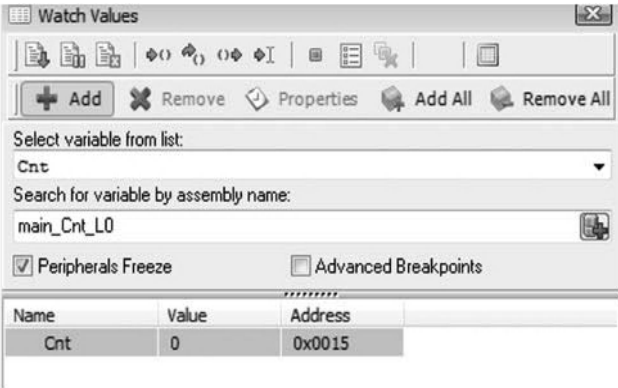 Watch Values
Add Remove Properties Add All Remove All
Select variable from list:
Cnt
Search for variable by assembly name:
main_Cnt_L0
Peripherals Freeze Advanced Breakpoints
Name Value Address
Cnt 0 0x0015